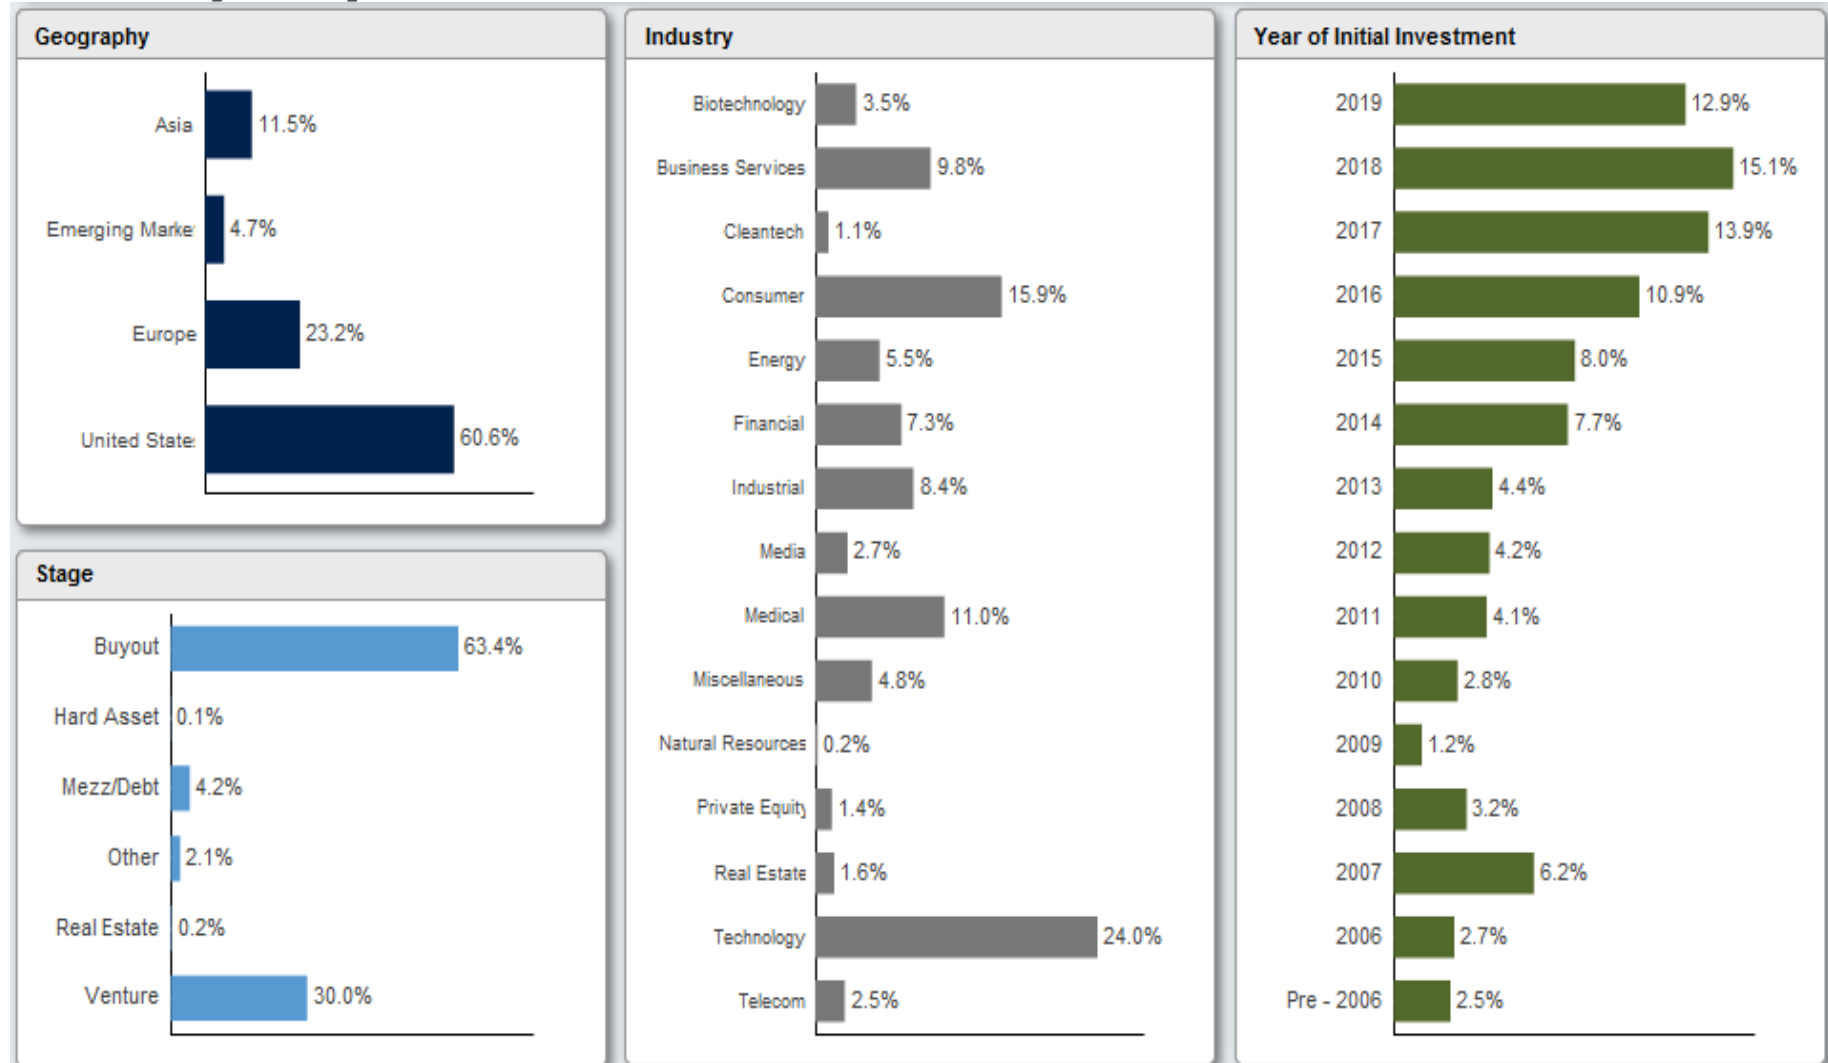 Geography
Asia 11.5%
Emerging Marke 4.7%
Europe 23.2%
United State 60.6%
Stage
Buyout 63.4%
Hard Asset 0.1%
Mezz/Debt 4.2%
Other 2.1%
Real Estate 0.2%
Venture 30.0%
Industry
Biotechnology 3.5%
Business Services 9.8%
Cleantech 1.1%
Consumer 15.9%
Energy 5.5%
Financial 7.3%
Industrial 8.4%
Media 2.7%
Medical 11.0%
Miscellaneous 4.8%
Natural Resources 0.2%
Private Equity 1.4%
Real Estate 1.6%
Technology 24.0%
Telecom 2.5%
Year of Initial Investment
2019 12.9%
2018 15.1%
2017 13.9%
2016 10.9%
2015 8.0%
2014 7.7%
2013 4.4%
2012 4.2%
2011 4.1%
2010 2.8%
2009 1.2%
2008 3.2%
2007 6.2%
2006 2.7%
Pre - 2006 2.5%